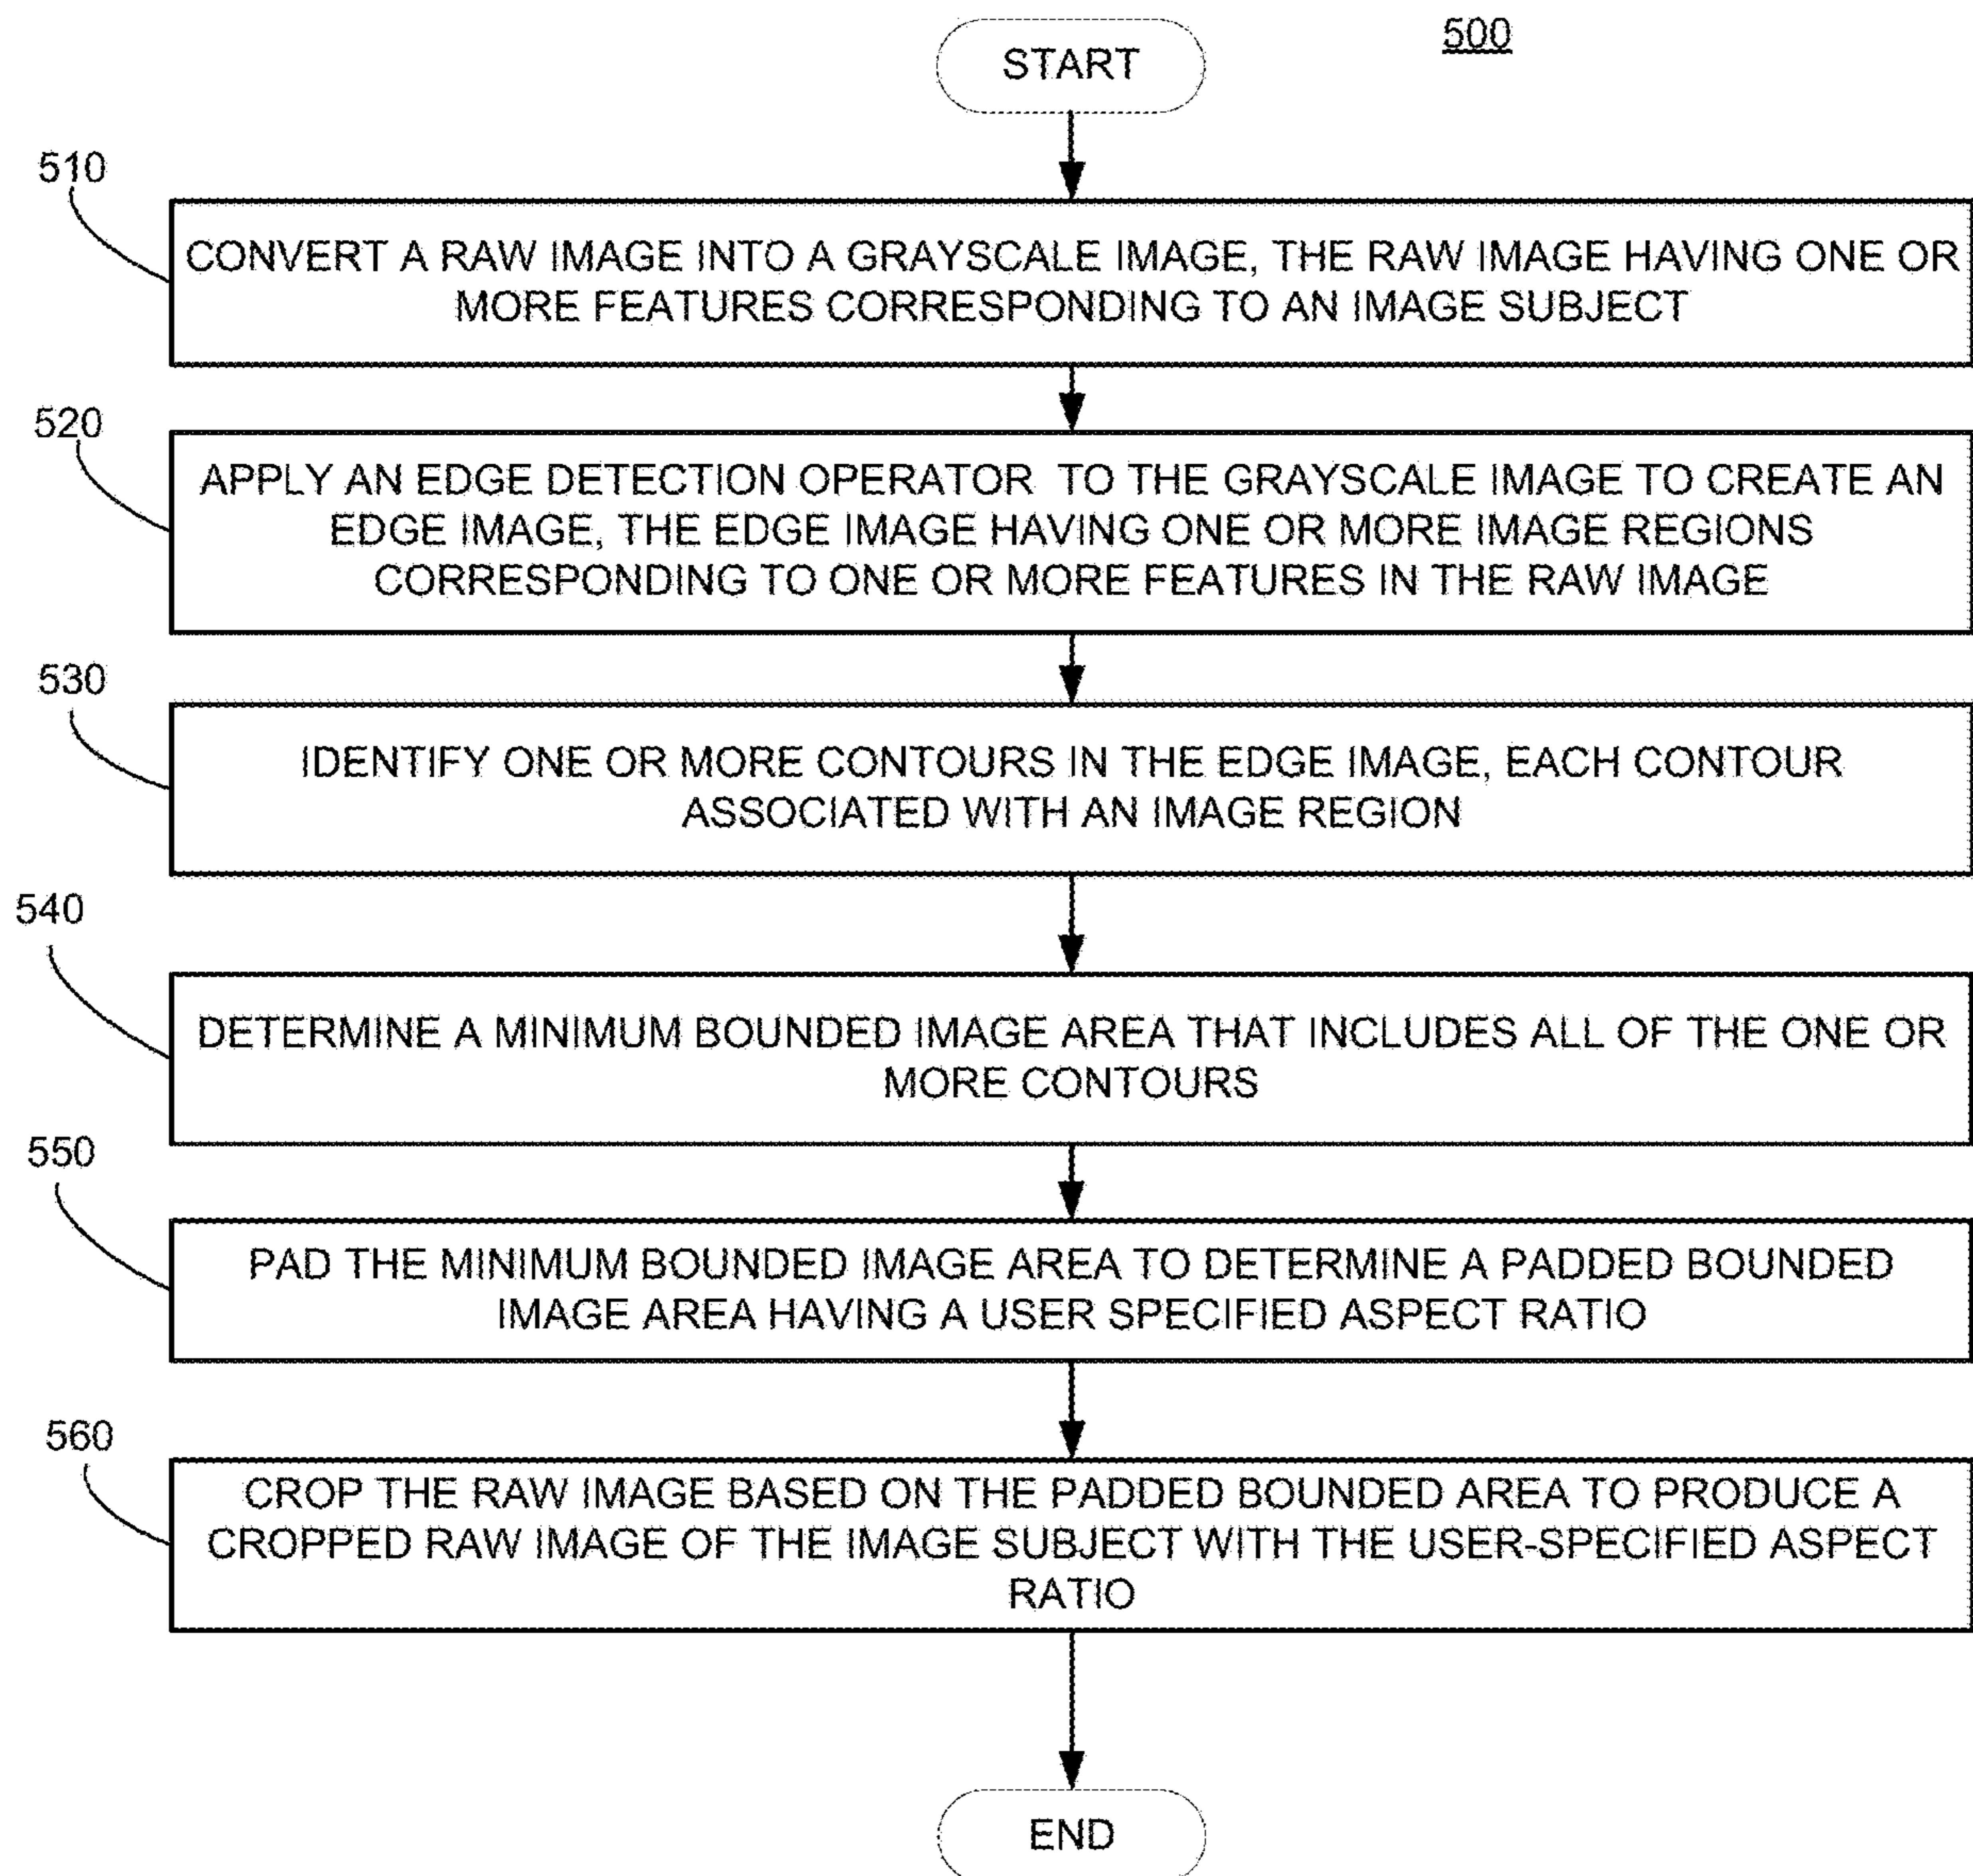 500
START
510
CONVERT A RAW IMAGE INTO A GRAYSCALE IMAGE, THE RAW IMAGE HAVING ONE OR
MORE FEATURES CORRESPONDING TO AN IMAGE SUBJECT
520
APPLY AN EDGE DETECTION OPERATOR TO THE GRAYSCALE IMAGE TO CREATE AN
EDGE IMAGE, THE EDGE IMAGE HAVING ONE OR MORE IMAGE REGIONS
CORRESPONDING TO ONE OR MORE FEATURES IN THE RAW IMAGE
530
IDENTIFY ONE OR MORE CONTOURS IN THE EDGE IMAGE, EACH CONTOUR
ASSOCIATED WITH AN IMAGE REGION
540
DETERMINE A MINIMUM BOUNDED IMAGE AREA THAT INCLUDES ALL OF THE ONE OR
MORE CONTOURS
550
PAD THE MINIMUM BOUNDED IMAGE AREA TO DETERMINE A PADDED BOUNDED
IMAGE AREA HAVING A USER SPECIFIED ASPECT RATIO
560
CROP THE RAW IMAGE BASED ON THE PADDED BOUNDED AREA TO PRODUCE A
CROPPED RAW IMAGE OF THE IMAGE SUBJECT WITH THE USER-SPECIFIED ASPECT
RATIO
END